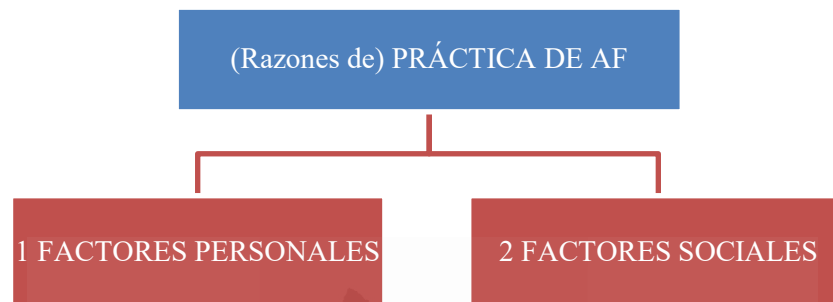 (Razones de) PRÁCTICA DE AF
1 FACTORES PERSONALES
2 FACTORES SOCIALES